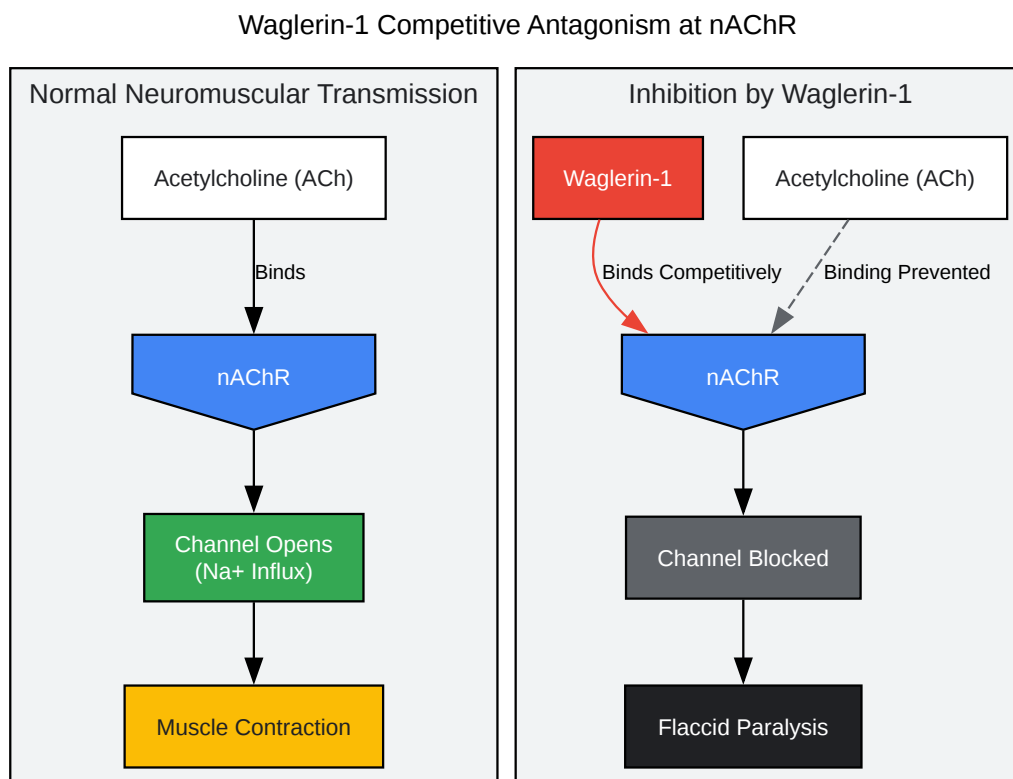 Waglerin-1 Competitive Antagonism at nAChR
Normal Neuromuscular Transmission
Acetylcholine (ACh)
Binds
nAChR
Channel Opens
(Na+ Influx)
Muscle Contraction
Inhibition by Waglerin-1
Waglerin-1
Acetylcholine (ACh)
Binds Competitively
Binding Prevented
nAChR
Channel Blocked
Flaccid Paralysis